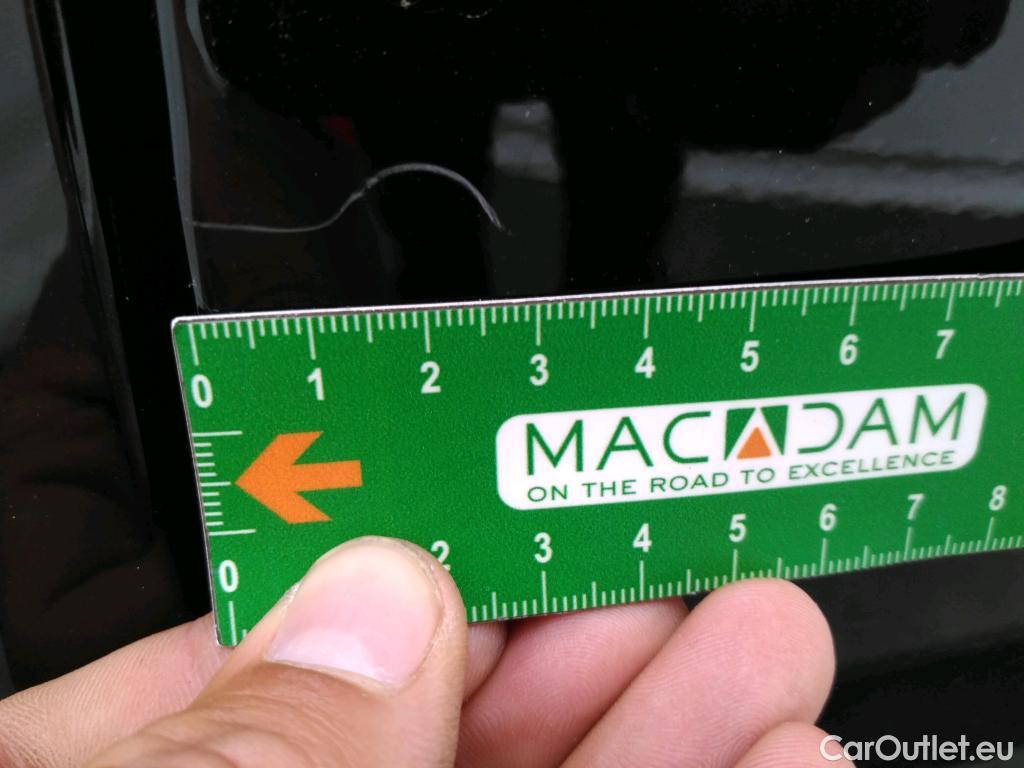 0 1 2 3 4 5 6 7
MACADAM
ON THE ROAD TO EXCELLENCE
0 2 3 4 5 6 7 8
CarOutlet.eu